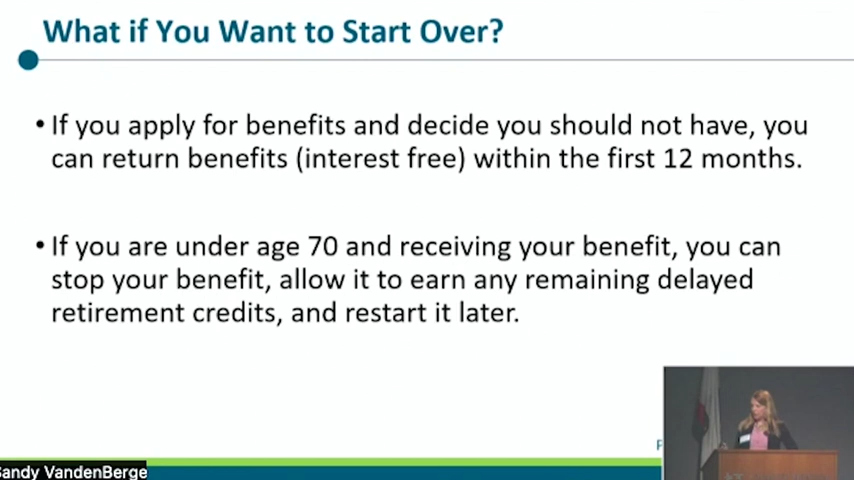 What if You Want to Start Over?
• If you apply for benefits and decide you should not have, you
can return benefits (interest free) within the first 12 months.
• If you are under age 70 and receiving your benefit, you can
stop your benefit, allow it to earn any remaining delayed
retirement credits, and restart it later.
Sandy VandenBerge